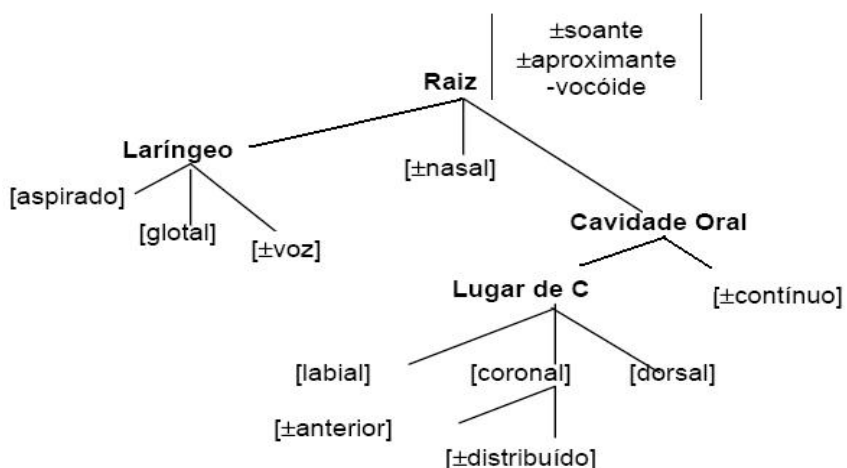 ±soante
±aproximante
-vocóide
Raiz
Laríngeo
[±nasal]
[aspirado]
[glotal]
[±voz]
Cavidade Oral
Lugar de C
[±contínuo]
[labial]
[coronal]
[dorsal]
[±anterior]
[±distribuído]